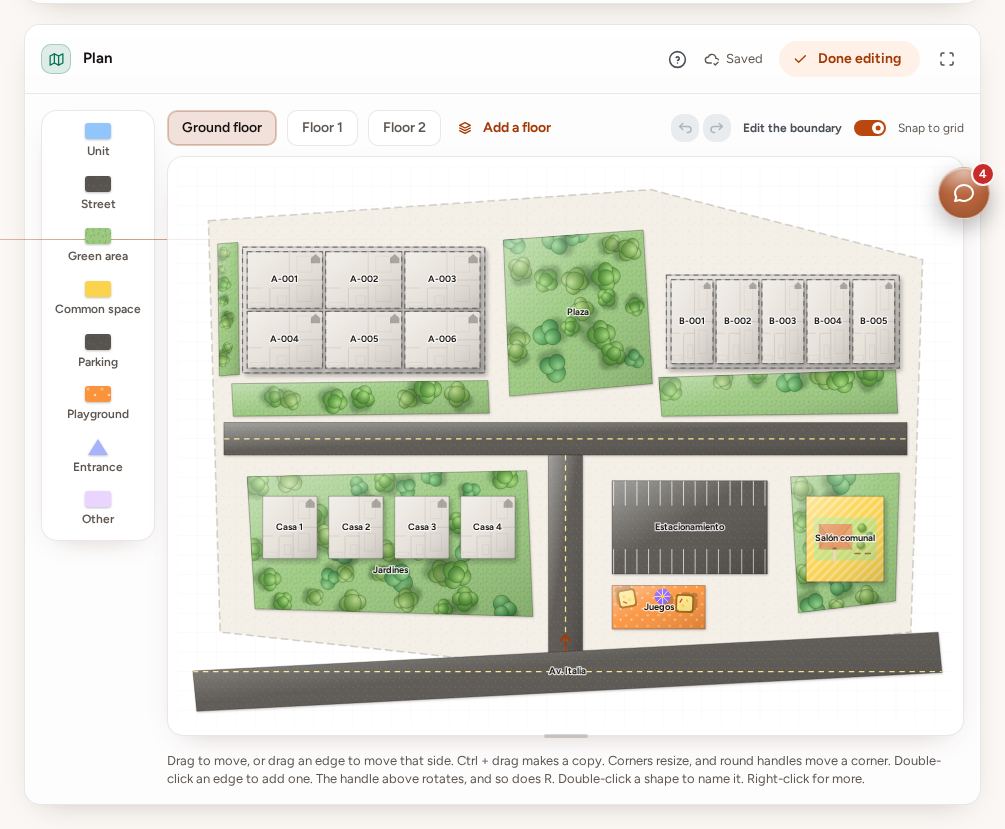 Plan
Saved
Done editing
Unit
Street
Green area
Common space
Parking
Playground
Entrance
Other
Ground floor
Floor 1
Floor 2
Add a floor
Edit the boundary
Snap to grid
4
A-001
A-002
A-003
A-004
A-005
A-006
Plaza
B-001
B-002
B-003
B-004
B-005
Casa 1
Casa 2
Casa 3
Casa 4
Jardines
Estacionamiento
Salón comunal
Juegos
Av. Italia
Drag to move, or drag an edge to move that side. Ctrl + drag makes a copy. Corners resize, and round handles move a corner. Double-
click an edge to add one. The handle above rotates, and so does R. Double-click a shape to name it. Right-click for more.